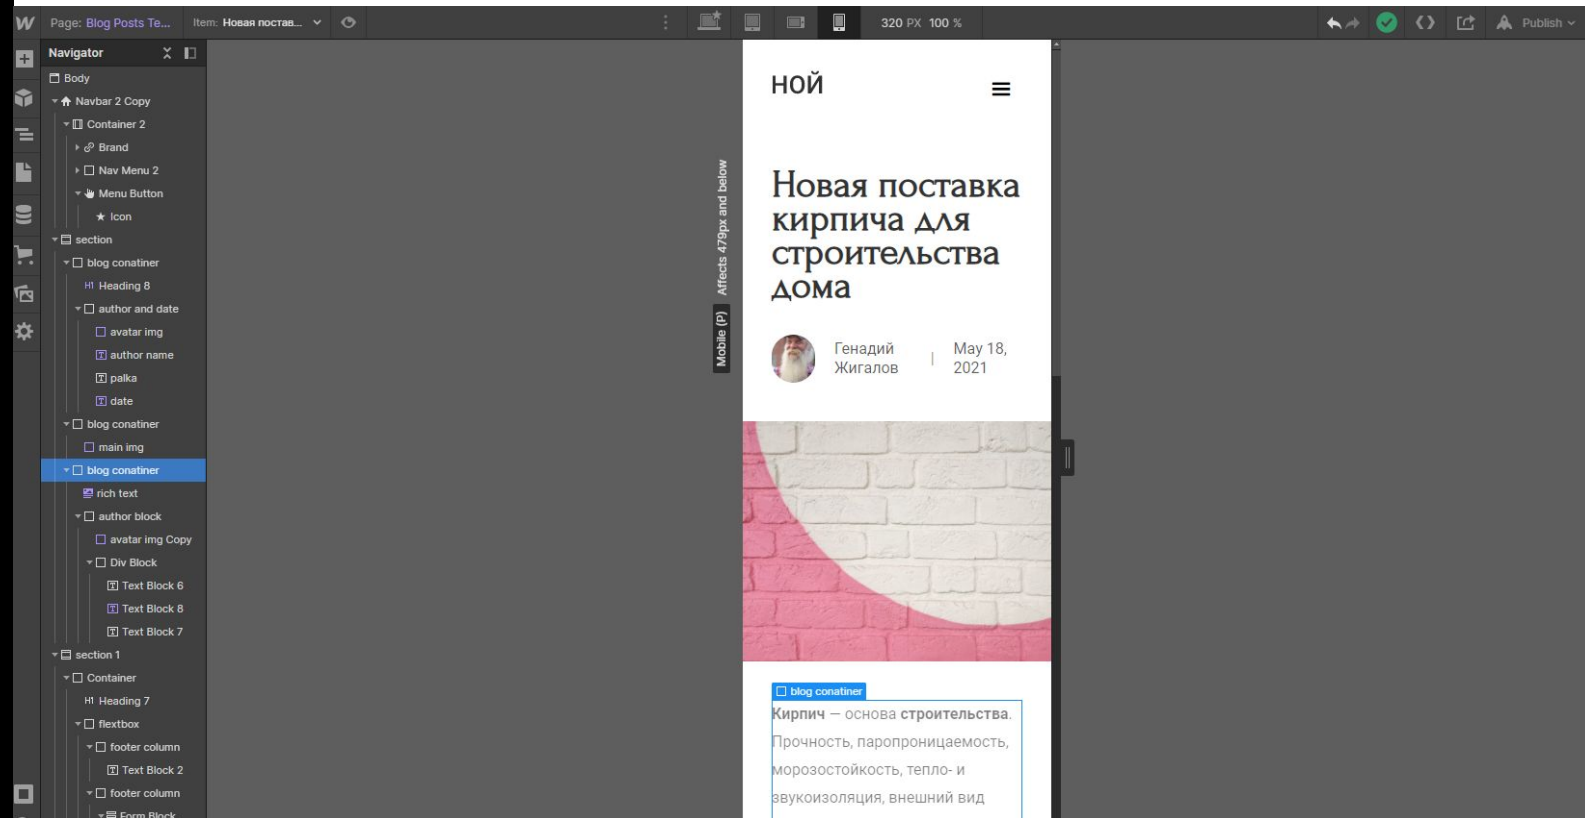 Page: Blog Posts Te...
Item: Новая постав...
320 PX 100 %
Publish
Navigator
Body
Navbar 2 Copy
Container 2
Brand
Nav Menu 2
Menu Button
Icon
section
blog conatiner
H1 Heading 8
author and date
avatar img
author name
palka
date
blog conatiner
main img
blog conatiner
rich text
author block
avatar img Copy
Div Block
Text Block 6
Text Block 8
Text Block 7
section 1
Container
H1 Heading 7
flextbox
footer column
Text Block 2
footer column
Form Block
Affects 479px and below
Mobile (P)
НОЙ
Новая поставка
кирпича для
строительства
дома
Генадий
Жигалов
|
May 18,
2021
blog conatiner
Кирпич — основа строительства.
Прочность, паропроницаемость,
морозостойкость, тепло- и
звукоизоляция, внешний вид